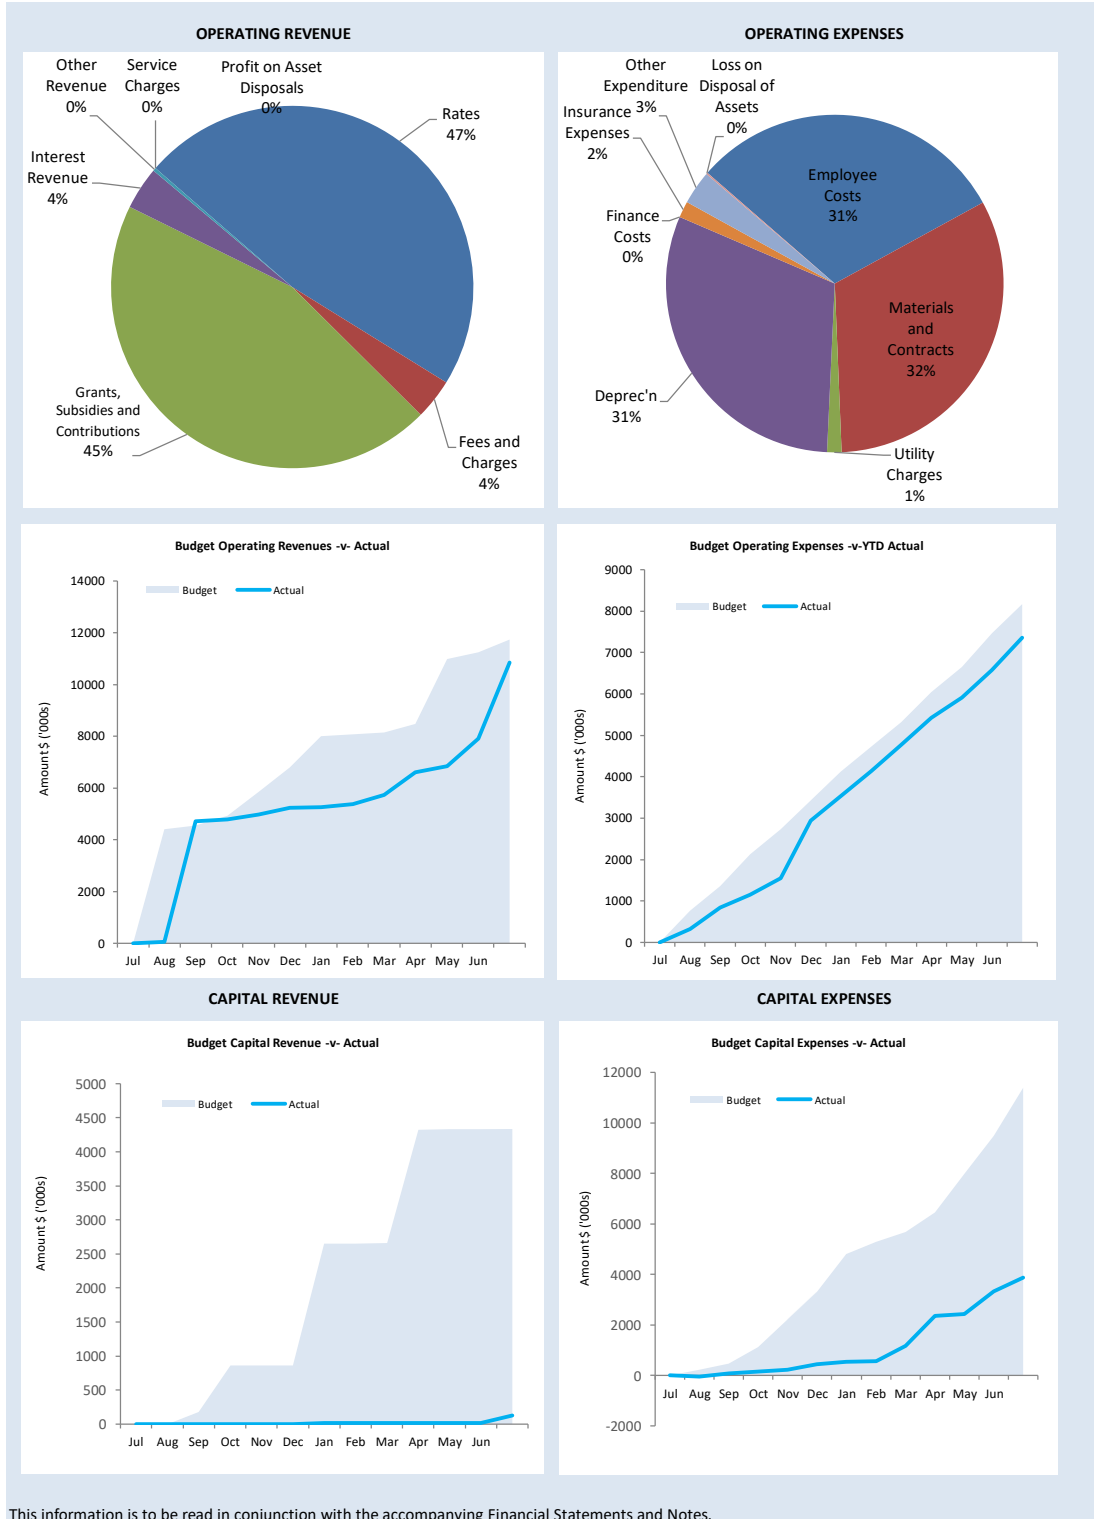 OPERATING REVENUE
Other
Revenue
0%
Service
Charges
0%
Profit on Asset
Disposals
0%
Rates
47%
Interest
Revenue
4%
Grants,
Subsidies and
Contributions
45%
Fees and
Charges
4%
OPERATING EXPENSES
Other
Expenditure
3%
Loss on
Disposal of
Assets
0%
Insurance
Expenses
2%
Employee
Costs
31%
Finance
Costs
0%
Materials
and
Contracts
32%
Deprec'n
31%
Utility
Charges
1%
Budget Operating Revenues -v- Actual
Budget
Actual
Amount $ ('000s)
14000
12000
10000
8000
6000
4000
2000
0
Jul Aug Sep Oct Nov Dec Jan Feb Mar Apr May Jun
Budget Operating Expenses -v-YTD Actual
Budget
Actual
Amount $ ('000s)
9000
8000
7000
6000
5000
4000
3000
2000
1000
0
Jul Aug Sep Oct Nov Dec Jan Feb Mar Apr May Jun
CAPITAL REVENUE
Budget Capital Revenue -v- Actual
Budget
Actual
Amount $ ('000s)
5000
4500
4000
3500
3000
2500
2000
1500
1000
500
0
Jul Aug Sep Oct Nov Dec Jan Feb Mar Apr May Jun
CAPITAL EXPENSES
Budget Capital Expenses -v- Actual
Budget
Actual
Amount $ ('000s)
12000
10000
8000
6000
4000
2000
0
-2000
Jul Aug Sep Oct Nov Dec Jan Feb Mar Apr May Jun
This information is to be read in conjunction with the accompanying Financial Statements and Notes.